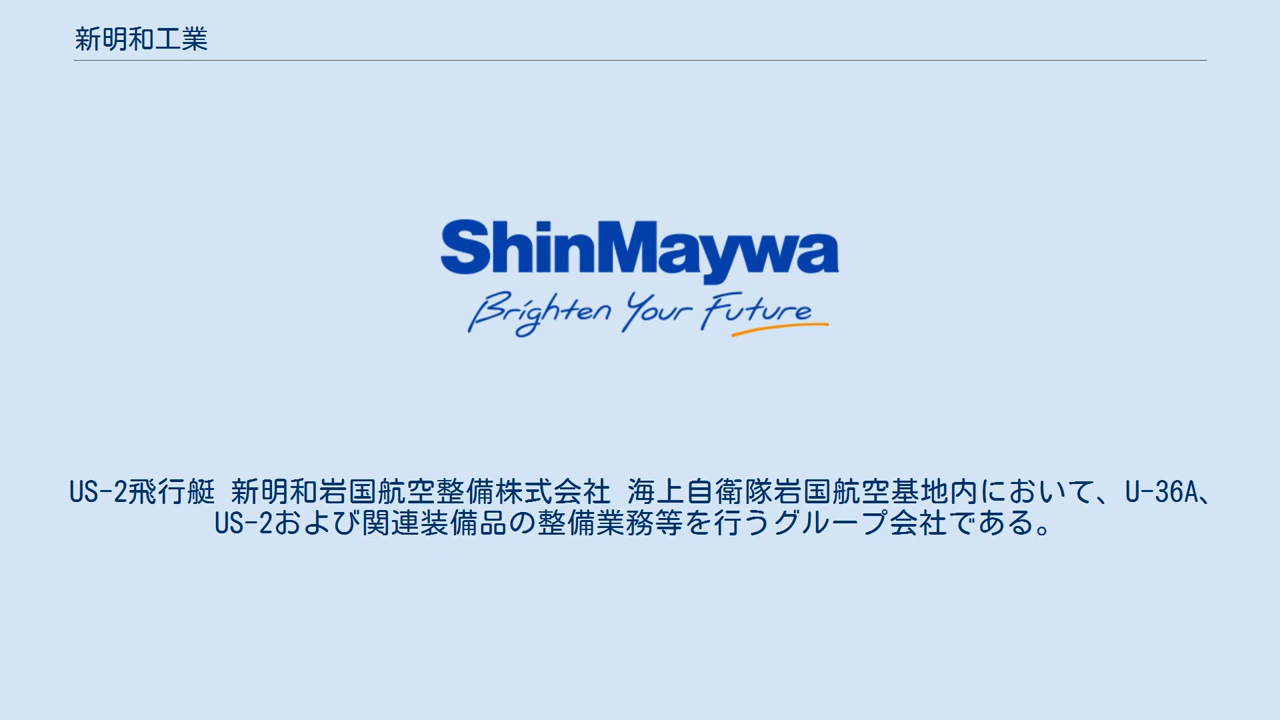 新明和工業
ShinMaywa
Brighten Your Future
US-2飛行艇 新明和岩国航空整備株式会社 海上自衛隊岩国航空基地内において、U-36A、
US-2および関連装備品の整備業務等を行うグループ会社である。